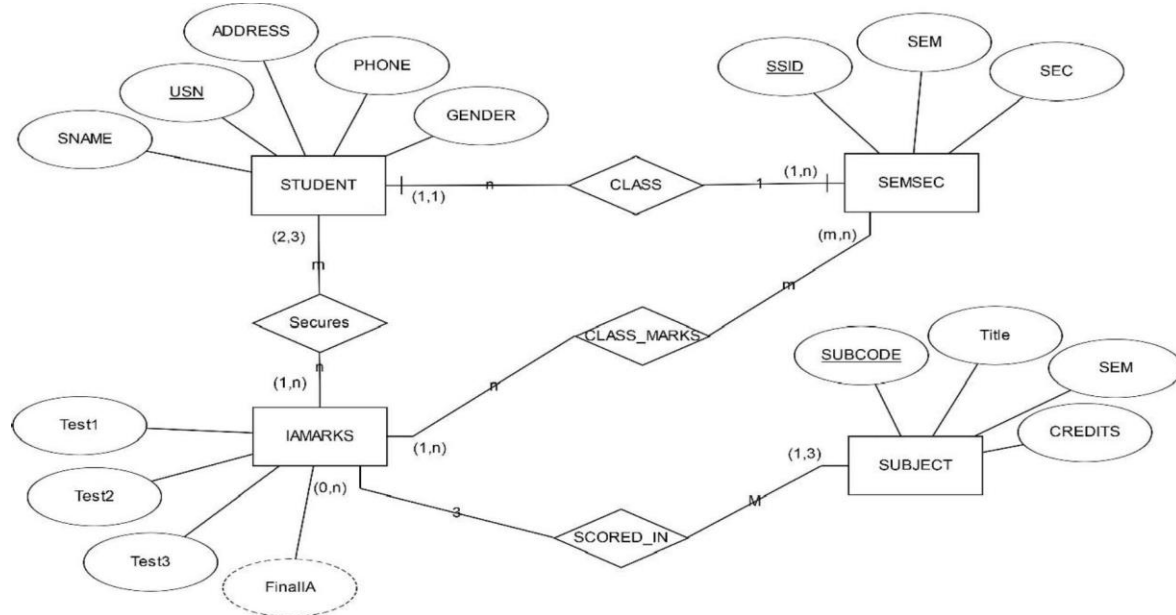 ADDRESS
SEM
PHONE
SSID
SEC
USN
GENDER
SNAME
STUDENT
n
CLASS
1
(1,n)
SEMSEC
(1,1)
(2,3)
(m,n)
m
m
Secures
CLASS_MARKS
Title
SUBCODE
n
n
SEM
(1,n)
Test1
IAMARKS
(1,n)
CREDITS
(1,3)
SUBJECT
Test2
(0,n)
M
3
SCORED_IN
Test3
FinalIA